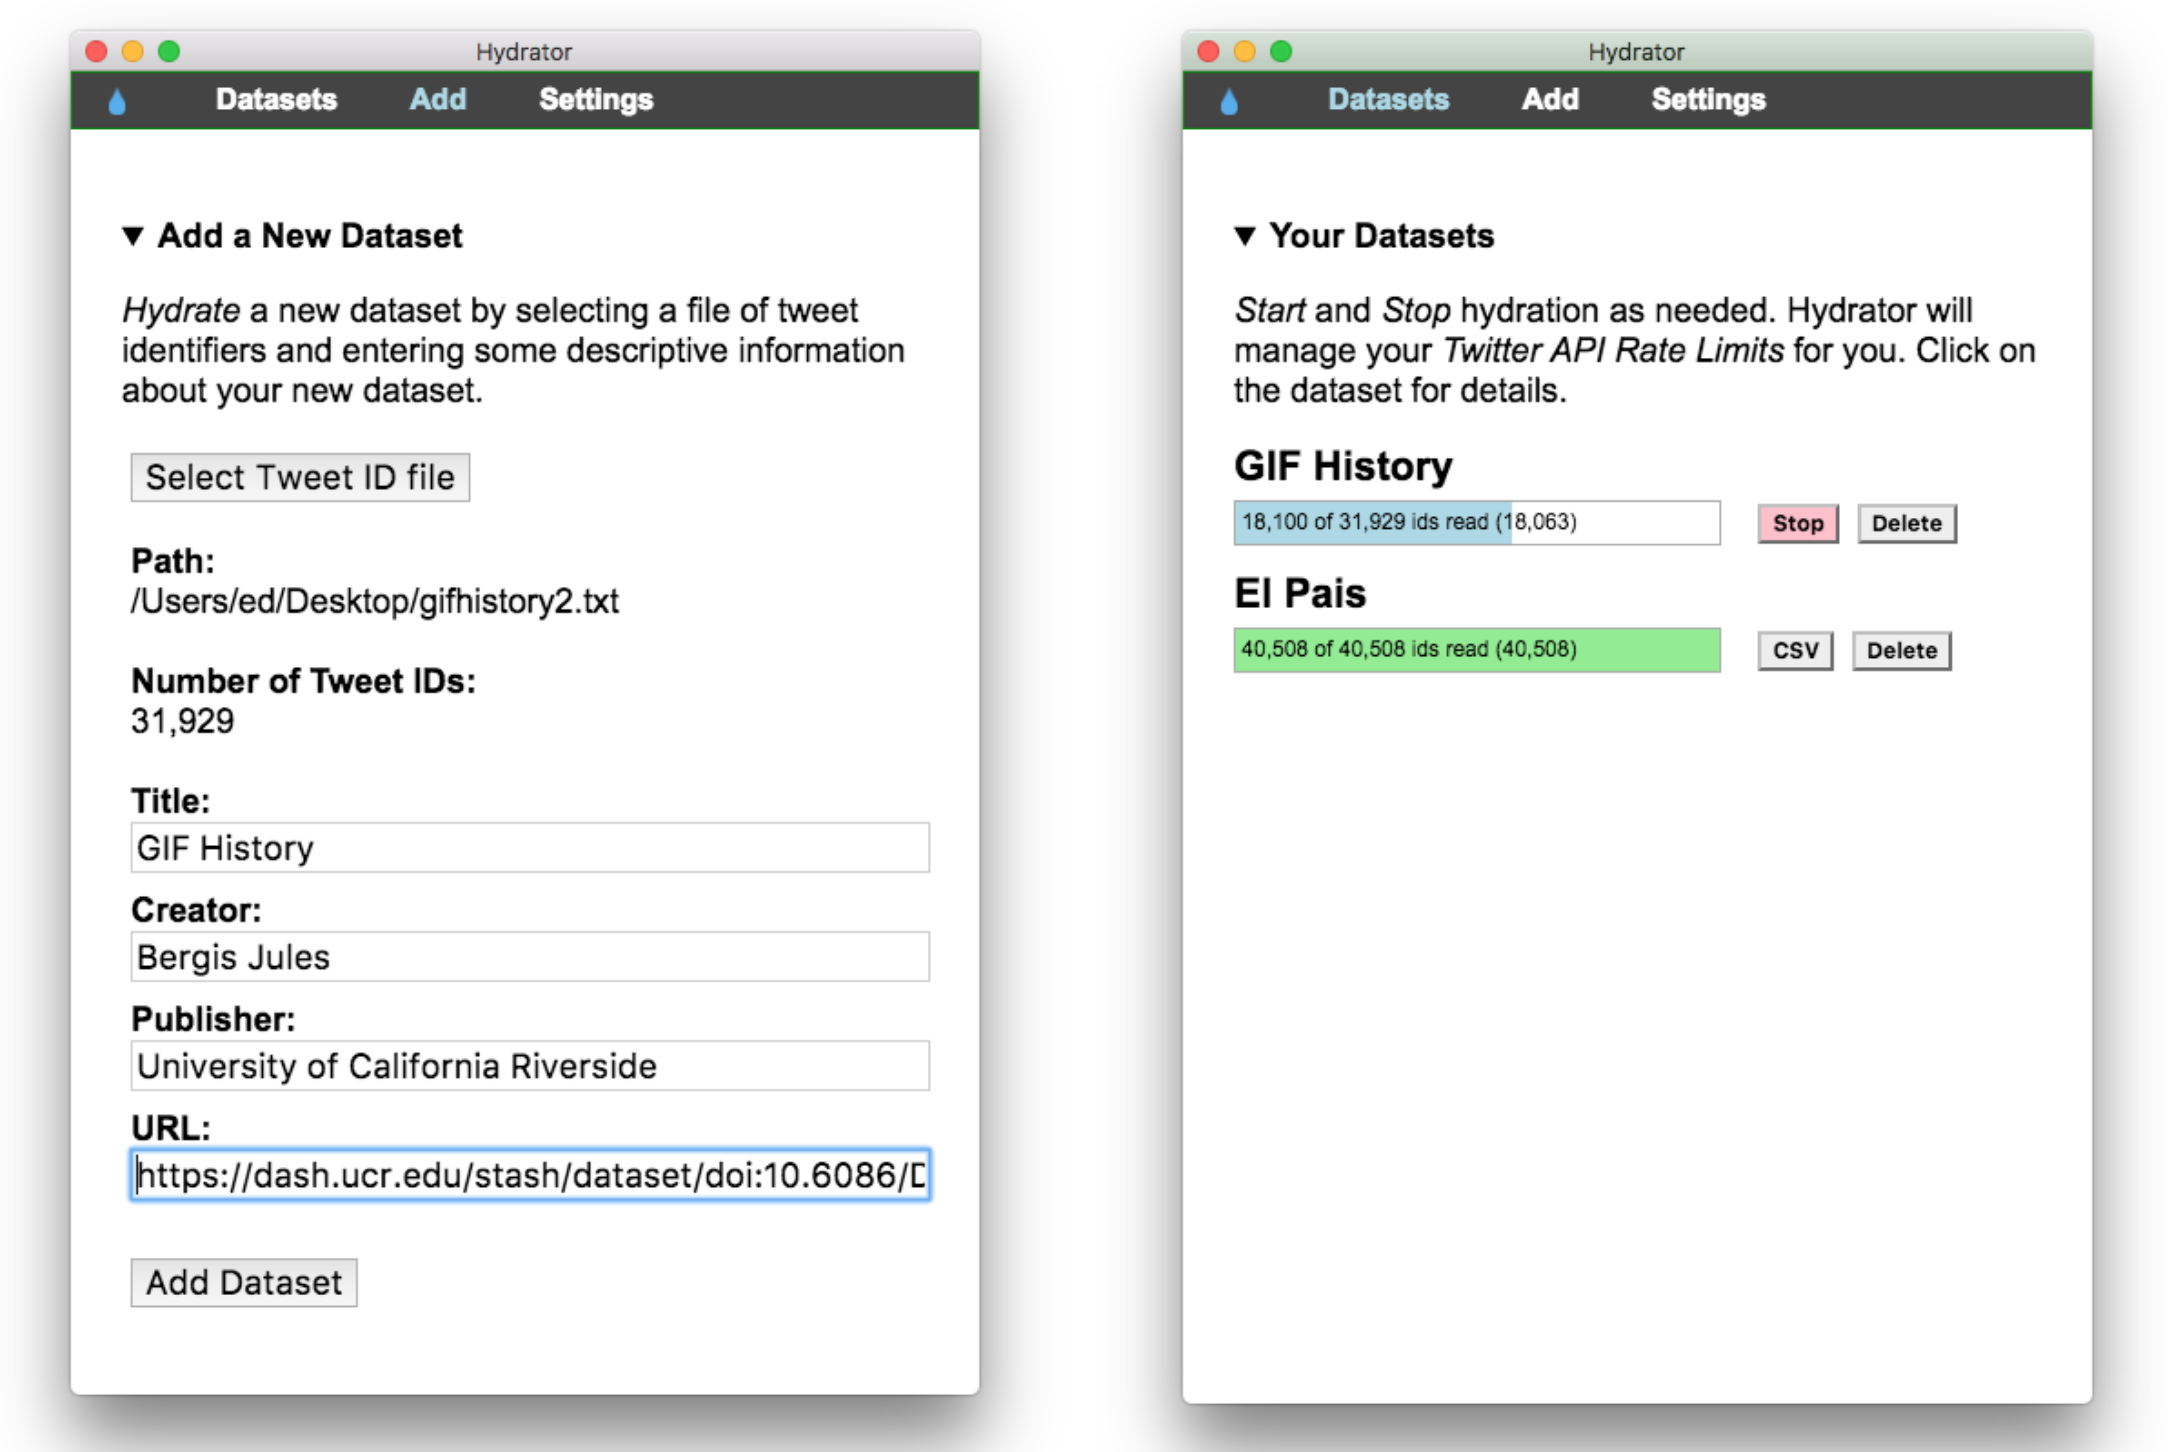 Hydrator
Datasets Add Settings
▼ Add a New Dataset
Hydrate a new dataset by selecting a file of tweet
identifiers and entering some descriptive information
about your new dataset.
Select Tweet ID file
Path:
/Users/ed/Desktop/gifhistory2.txt
Number of Tweet IDs:
31,929
Title:
GIF History
Creator:
Bergis Jules
Publisher:
University of California Riverside
URL:
https://dash.ucr.edu/stash/dataset/doi:10.6086/D
Add Dataset
Hydrator
Datasets Add Settings
▼ Your Datasets
Start and Stop hydration as needed. Hydrator will
manage your Twitter API Rate Limits for you. Click on
the dataset for details.
GIF History
18,100 of 31,929 ids read (18,063) Stop Delete
El Pais
40,508 of 40,508 ids read (40,508) CSV Delete